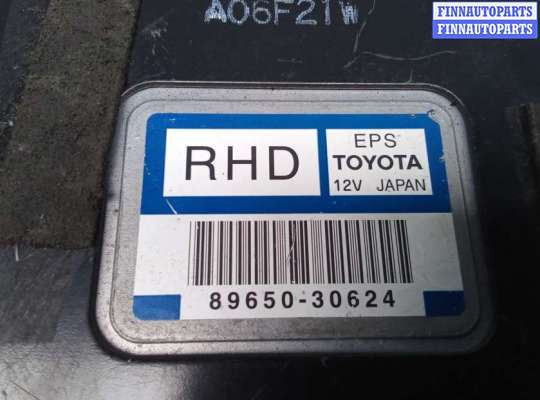 FINNAUTOPARTS
FINNAUTOPARTS
A06F21W
RHD
EPS
TOYOTA
12V JAPAN
89650-30624